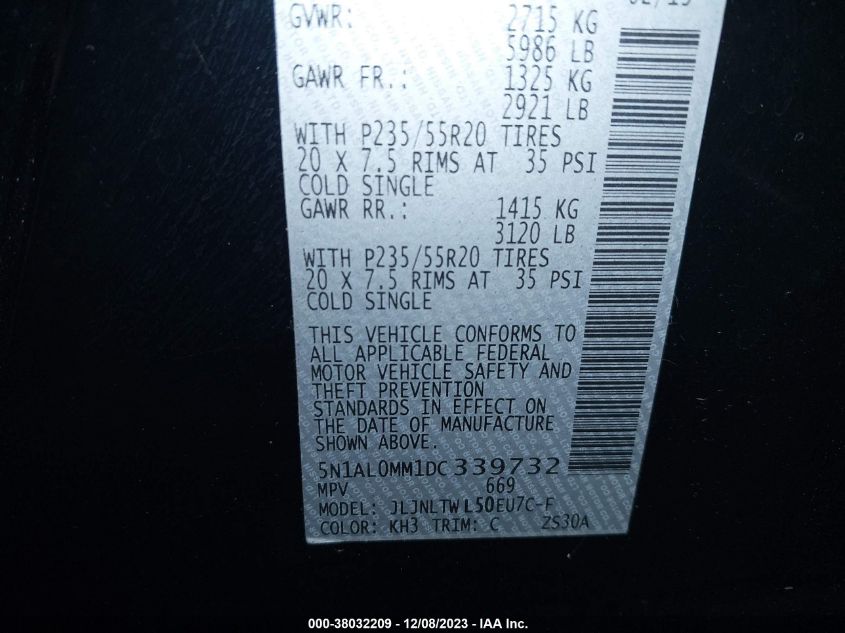 02/13
GVWR: 2715 KG
5986 LB
GAWR FR.: 1325 KG
2921 LB
WITH P235/55R20 TIRES
20 X 7.5 RIMS AT 35 PSI
COLD SINGLE
GAWR RR.: 1415 KG
3120 LB
WITH P235/55R20 TIRES
20 X 7.5 RIMS AT 35 PSI
COLD SINGLE
THIS VEHICLE CONFORMS TO
ALL APPLICABLE FEDERAL
MOTOR VEHICLE SAFETY AND
THEFT PREVENTION
STANDARDS IN EFFECT ON
THE DATE OF MANUFACTURE
SHOWN ABOVE.
5N1AL0MM1DC339732
MPV 669
MODEL: JLJNLTWL50EU7C-F
COLOR: KH3 TRIM: C ZS30A
000-38032209 - 12/08/2023 - IAA Inc.